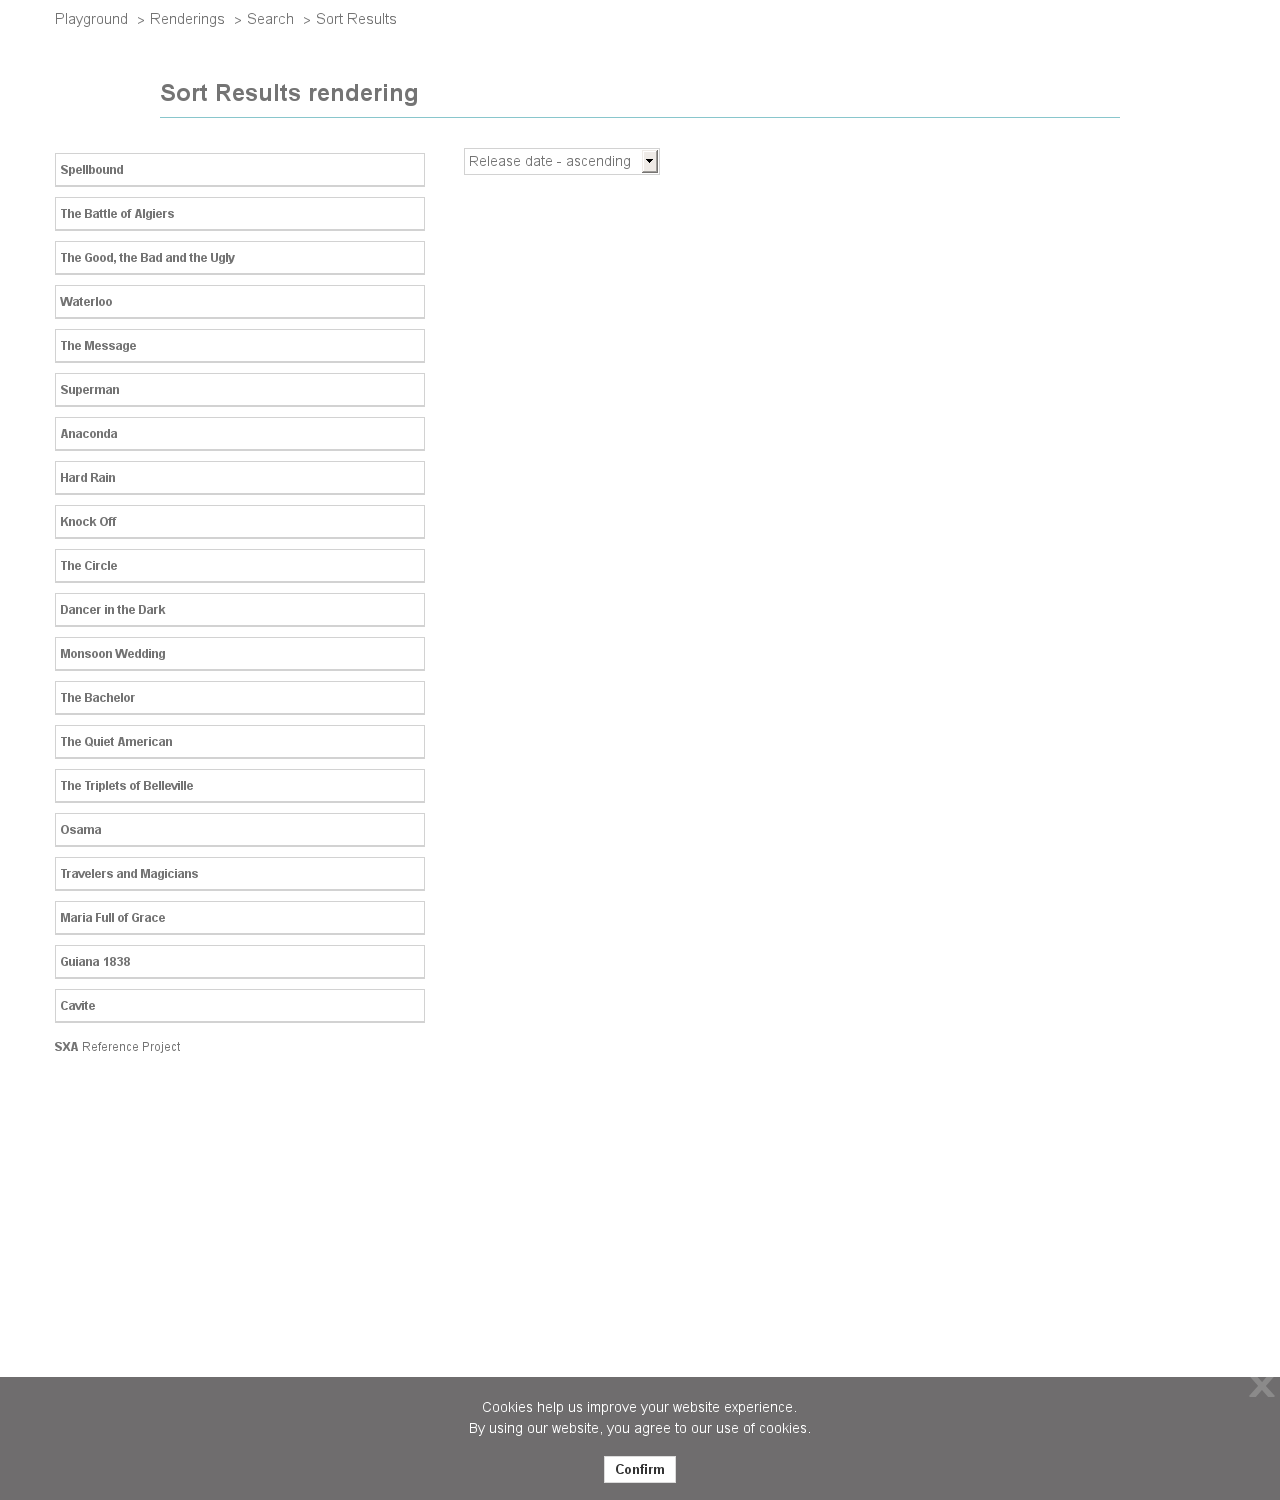 Playground > Renderings > Search > Sort Results
Sort Results rendering
Release date - ascending
Spellbound
The Battle of Algiers
The Good, the Bad and the Ugly
Waterloo
The Message
Superman
Anaconda
Hard Rain
Knock Off
The Circle
Dancer in the Dark
Monsoon Wedding
The Bachelor
The Quiet American
The Triplets of Belleville
Osama
Travelers and Magicians
Maria Full of Grace
Guiana 1838
Cavite
SXA Reference Project
X
Cookies help us improve your website experience.
By using our website, you agree to our use of cookies.
Confirm